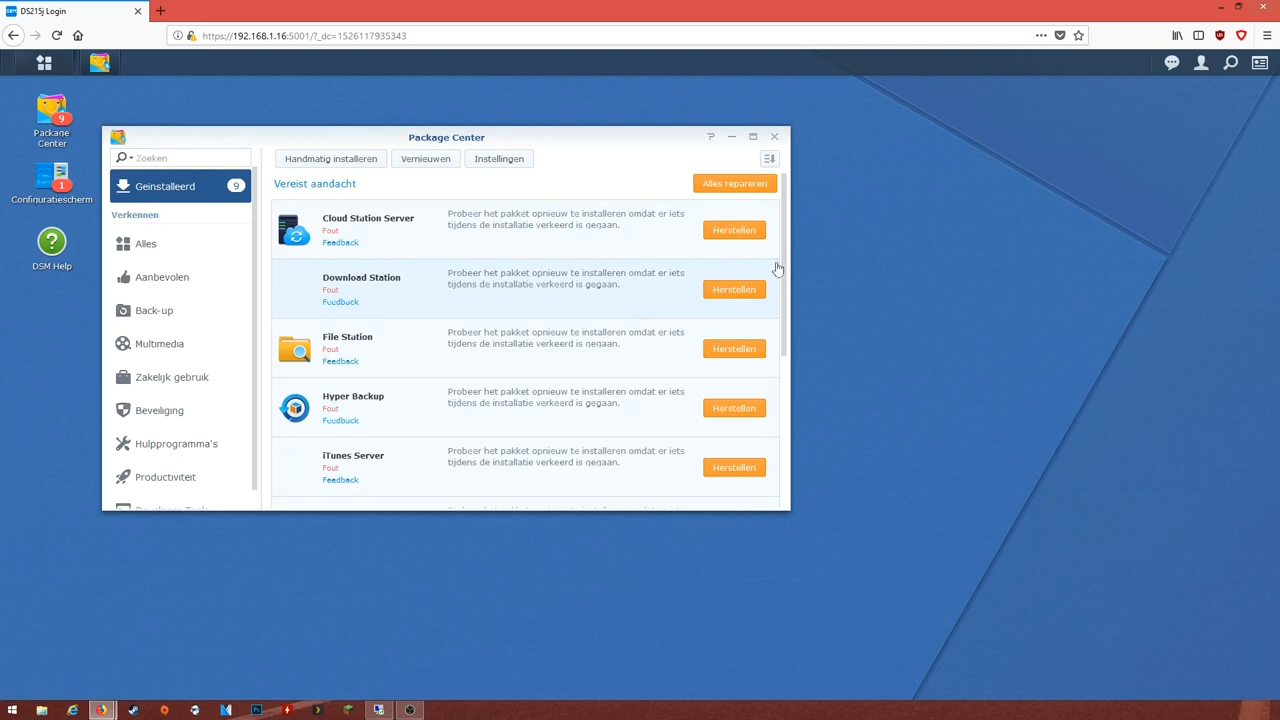 DS215j Login
https://192.168.1.16:5001/?_dc=1526117935343
9
Package
Center
1
Configuratiescherm
DSM Help
Package Center
Zoeken
Handmatig installeren
Vernieuwen
Instellingen
Geïnstalleerd
9
Verkennen
Alles
Aanbevolen
Back-up
Multimedia
Zakelijk gebruik
Beveiliging
Hulpprogramma's
Productiviteit
Developer Tools
Vereist aandacht
Alles repareren
Cloud Station Server
Fout
Feedback
Probeer het pakket opnieuw te installeren omdat er iets
tijdens de installatie verkeerd is gegaan.
Herstellen
Download Station
Fout
Feedback
Probeer het pakket opnieuw te installeren omdat er iets
tijdens de installatie verkeerd is gegaan.
Herstellen
File Station
Fout
Feedback
Probeer het pakket opnieuw te installeren omdat er iets
tijdens de installatie verkeerd is gegaan.
Herstellen
Hyper Backup
Fout
Feedback
Probeer het pakket opnieuw te installeren omdat er iets
tijdens de installatie verkeerd is gegaan.
Herstellen
iTunes Server
Fout
Feedback
Probeer het pakket opnieuw te installeren omdat er iets
tijdens de installatie verkeerd is gegaan.
Herstellen